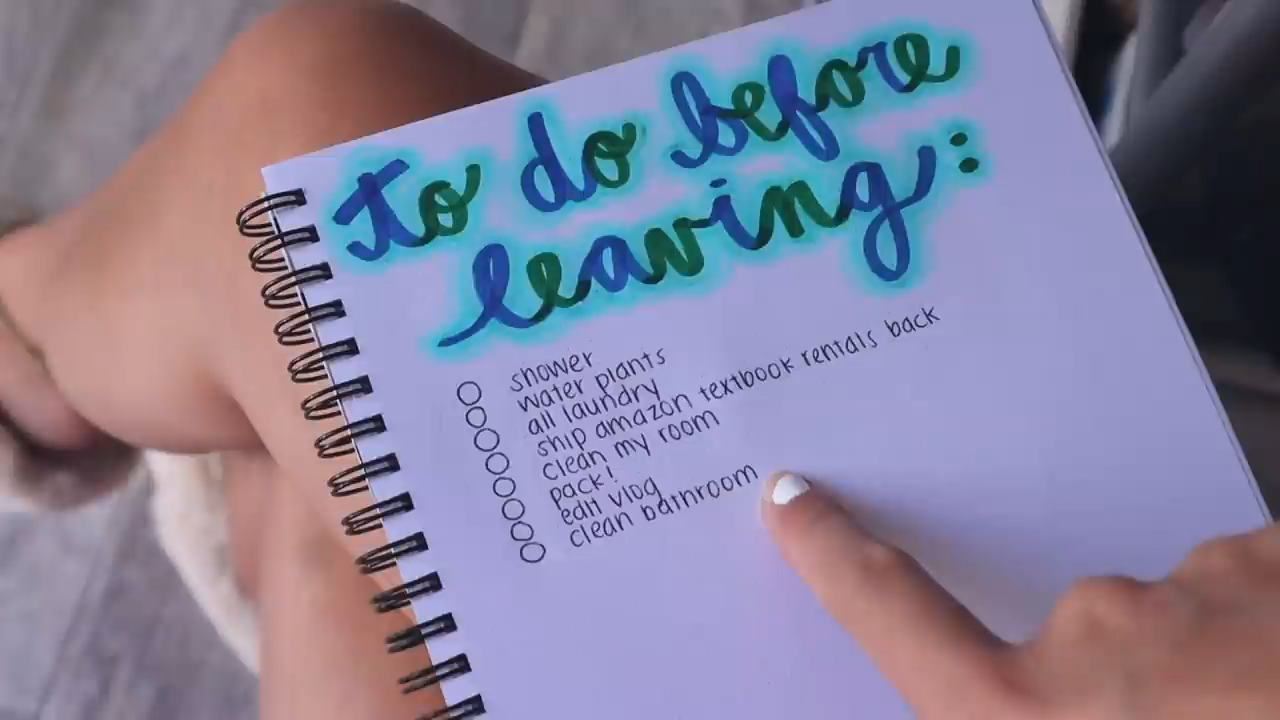 to do before
leaving:
shower
water plants
all laundry
ship amazon textbook rentals back
clean my room
pack!
edit vlog
clean bathroom